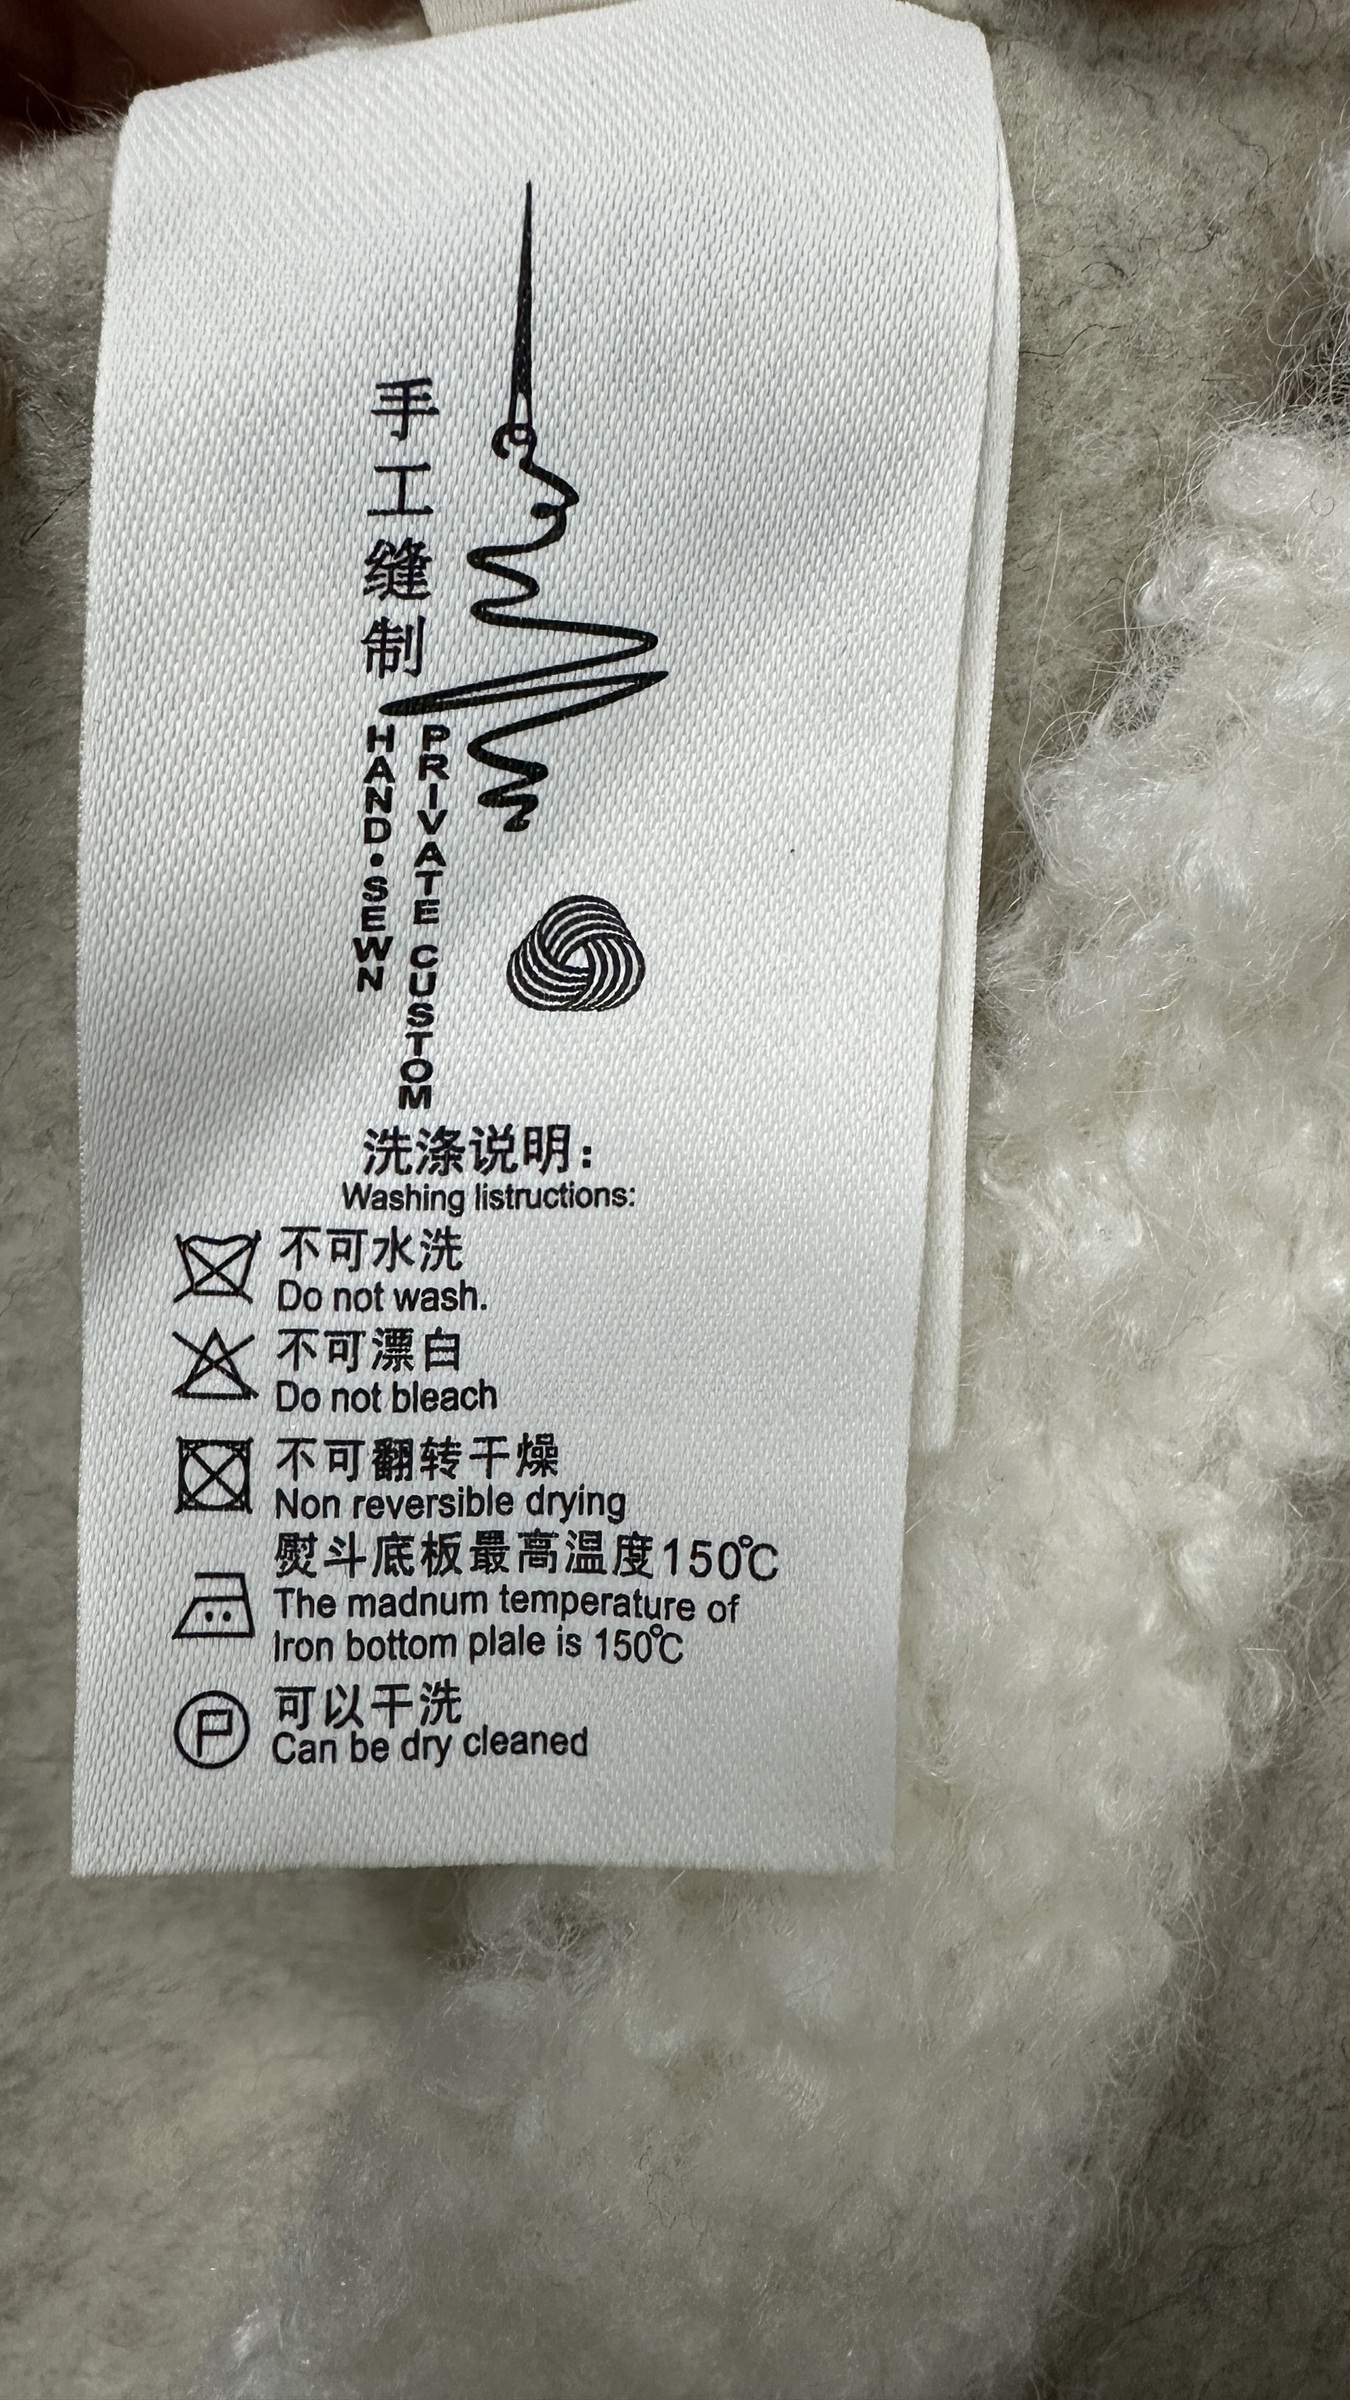 手工缝制
HAND·SEWN
PRIVATE CUSTOM
洗涤说明:
Washing listructions:
不可水洗
Do not wash.
不可漂白
Do not bleach
不可翻转干燥
Non reversible drying
熨斗底板最高温度150℃
The madnum temperature of
Iron bottom plale is 150℃
P
可以干洗
Can be dry cleaned